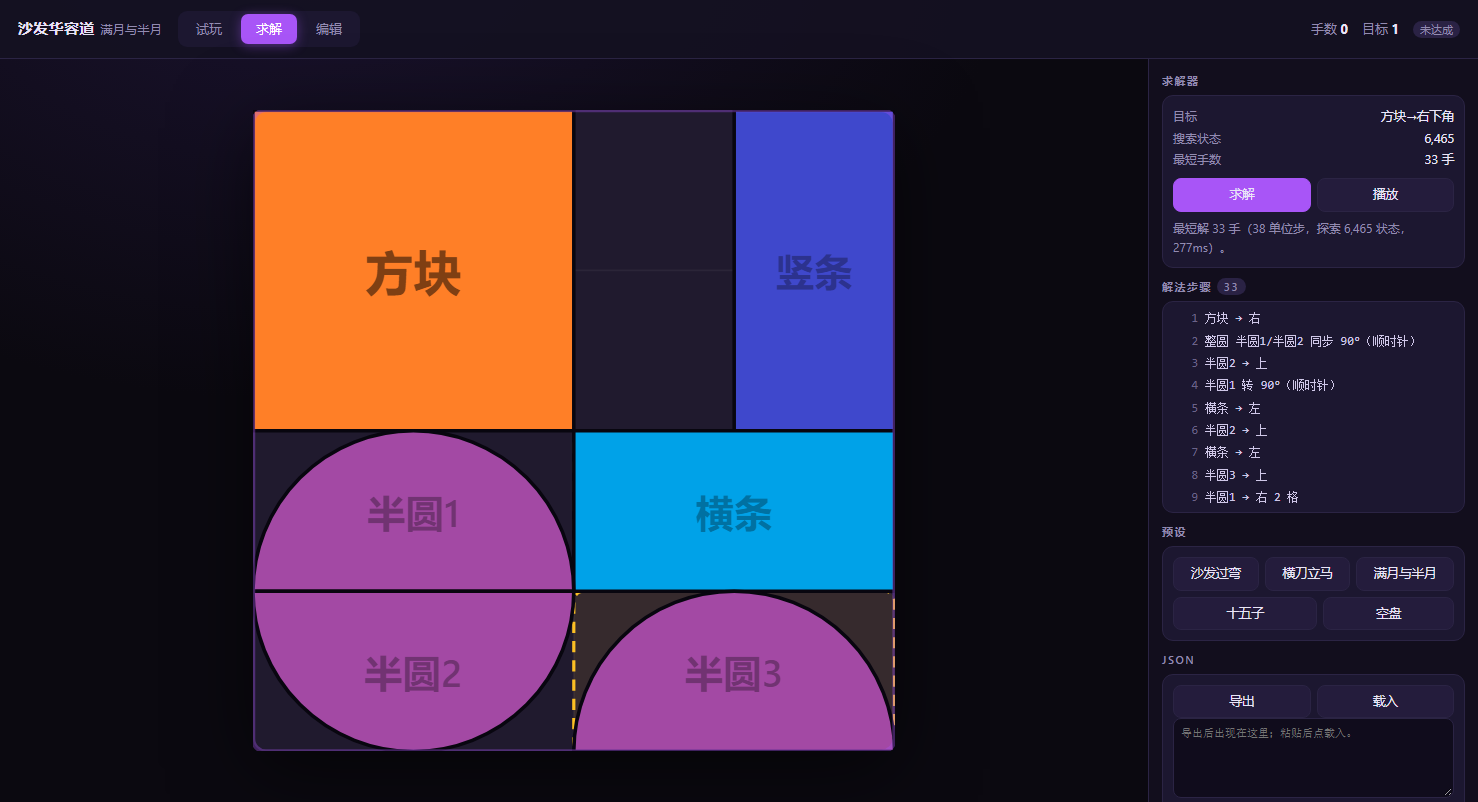 沙发华容道 满月与半月 试玩 求解 编辑 手数 0 目标 1 未达成
方块
竖条
半圆1
横条
半圆2
半圆3
求解器
目标 方块→右下角
搜索状态 6,465
最短手数 33 手
求解 播放
最短解 33 手（38 单位步，探索 6,465 状态，
277ms）。
解法步骤 33
1 方块 → 右
2 整圆 半圆1/半圆2 同步 90°（顺时针）
3 半圆2 → 上
4 半圆1 转 90°（顺时针）
5 横条 → 左
6 半圆2 → 上
7 横条 → 左
8 半圆3 → 上
9 半圆1 → 右 2 格
预设
沙发过弯 横刀立马 满月与半月
十五子 空盘
JSON
导出 载入
导出后出现在这里；粘贴后点载入。